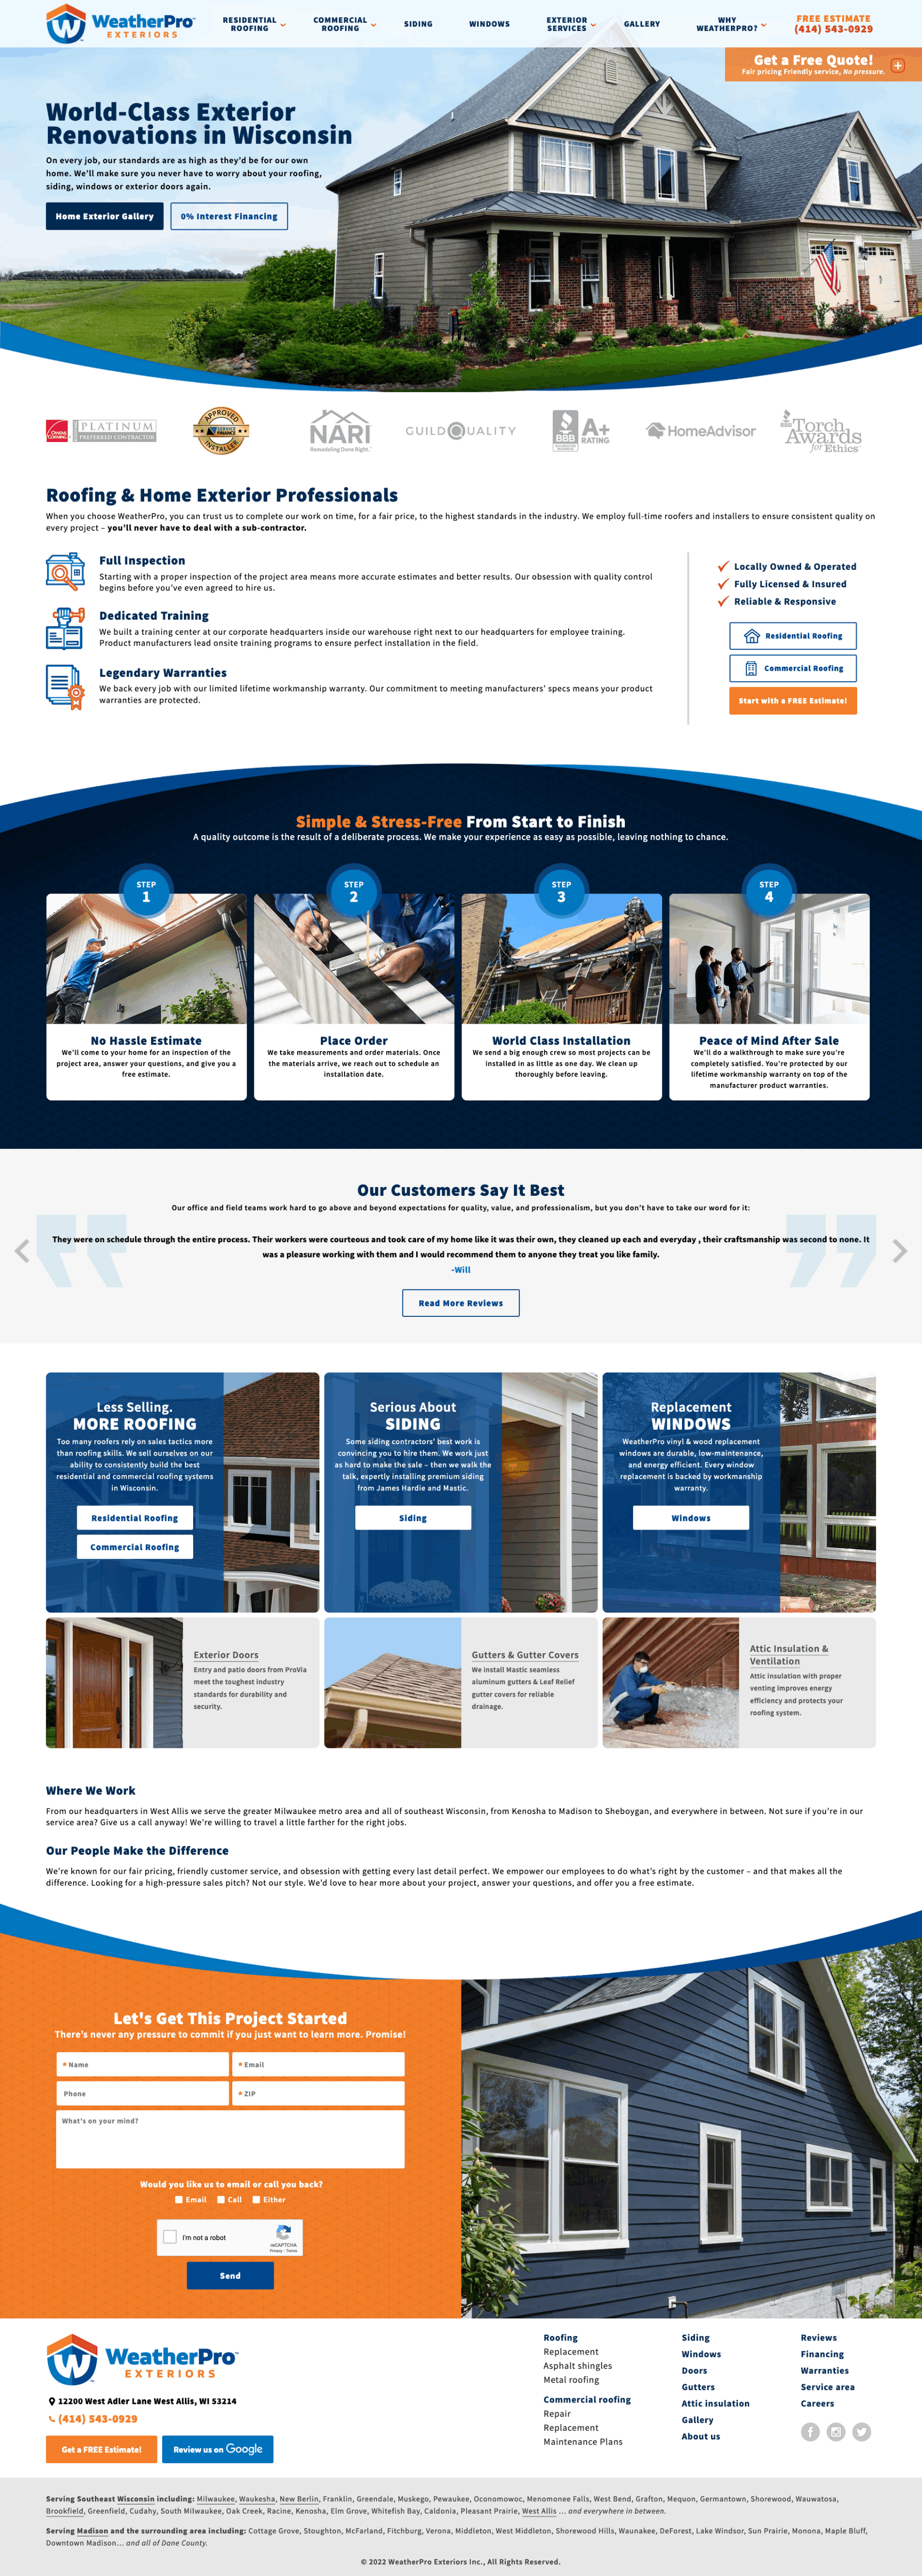 WeatherPro™
EXTERIORS
RESIDENTIAL
ROOFING
COMMERCIAL
ROOFING
SIDING
WINDOWS
EXTERIOR
SERVICES
GALLERY
WHY
WEATHERPRO?
FREE ESTIMATE
(414) 543-0929
Get a Free Quote!
Fair pricing Friendly service, No pressure.
World-Class Exterior
Renovations in Wisconsin
On every job, our standards are as high as they'd be for our own
home. We'll make sure you never have to worry about your roofing,
siding, windows or exterior doors again.
Home Exterior Gallery
0% Interest Financing
OWENS CORNING
PLATINUM
PREFERRED CONTRACTOR
APPROVED
SERVICE FINANCE
INSTALLER
NARI
Remodeling Done Right.™
GUILDQUALITY
BBB
ACCREDITED BUSINESS
A+
RATING
HomeAdvisor
BBB
Torch
Awards
for Ethics
Roofing & Home Exterior Professionals
When you choose WeatherPro, you can trust us to complete our work on time, for a fair price, to the highest standards in the industry. We employ full-time roofers and installers to ensure consistent quality on
every project – you'll never have to deal with a sub-contractor.
Full Inspection
Starting with a proper inspection of the project area means more accurate estimates and better results. Our obsession with quality control
begins before you've even agreed to hire us.
Dedicated Training
We built a training center at our corporate headquarters inside our warehouse right next to our headquarters for employee training.
Product manufacturers lead onsite training programs to ensure perfect installation in the field.
Legendary Warranties
We back every job with our limited lifetime workmanship warranty. Our commitment to meeting manufacturers' specs means your product
warranties are protected.
Locally Owned & Operated
Fully Licensed & Insured
Reliable & Responsive
Residential Roofing
Commercial Roofing
Start with a FREE Estimate!
Simple & Stress-Free From Start to Finish
A quality outcome is the result of a deliberate process. We make your experience as easy as possible, leaving nothing to chance.
STEP
1
No Hassle Estimate
We'll come to your home for an inspection of the
project area, answer your questions, and give you a
free estimate.
STEP
2
Place Order
We take measurements and order materials. Once
the materials arrive, we reach out to schedule an
installation date.
STEP
3
World Class Installation
We send a big enough crew so most projects can be
installed in as little as one day. We clean up
thoroughly before leaving.
STEP
4
Peace of Mind After Sale
We'll do a walkthrough to make sure you're
completely satisfied. You're protected by our
lifetime workmanship warranty on top of the
manufacturer product warranties.
Our Customers Say It Best
Our office and field teams work hard to go above and beyond expectations for quality, value, and professionalism, but you don't have to take our word for it:
They were on schedule through the entire process. Their workers were courteous and took care of my home like it was their own, they cleaned up each and everyday , their craftsmanship was second to none. It
was a pleasure working with them and I would recommend them to anyone they treat you like family.
-Will
Read More Reviews
Less Selling.
MORE ROOFING
Too many roofers rely on sales tactics more
than roofing skills. We sell ourselves on our
ability to consistently build the best
residential and commercial roofing systems
in Wisconsin.
Residential Roofing
Commercial Roofing
Serious About
SIDING
Some siding contractors' best work is
convincing you to hire them. We work just
as hard to make the sale – then we walk the
talk, expertly installing premium siding
from James Hardie and Mastic.
Siding
Replacement
WINDOWS
WeatherPro vinyl & wood replacement
windows are durable, low-maintenance,
and energy efficient. Every window
replacement is backed by workmanship
warranty.
Windows
Exterior Doors
Entry and patio doors from ProVia
meet the toughest industry
standards for durability and
security.
Gutters & Gutter Covers
We install Mastic seamless
aluminum gutters & Leaf Relief
gutter covers for reliable
drainage.
Attic Insulation &
Ventilation
Attic insulation with proper
venting improves energy
efficiency and protects your
roofing system.
Where We Work
From our headquarters in West Allis we serve the greater Milwaukee metro area and all of southeast Wisconsin, from Kenosha to Madison to Sheboygan, and everywhere in between. Not sure if you're in our
service area? Give us a call anyway! We're willing to travel a little farther for the right jobs.
Our People Make the Difference
We're known for our fair pricing, friendly customer service, and obsession with getting every last detail perfect. We empower our employees to do what's right by the customer – and that makes all the
difference. Looking for a high-pressure sales pitch? Not our style. We'd love to hear more about your project, answer your questions, and offer you a free estimate.
Let's Get This Project Started
There's never any pressure to commit if you just want to learn more. Promise!
* Name
* Email
Phone
* ZIP
What's on your mind?
Would you like us to email or call you back?
Email
Call
Either
I'm not a robot
reCAPTCHA
Privacy - Terms
Send
WeatherPro™
EXTERIORS
12200 West Adler Lane West Allis, WI 53214
(414) 543-0929
Get a FREE Estimate!
Review us on Google
Roofing
Replacement
Asphalt shingles
Metal roofing
Commercial roofing
Repair
Replacement
Maintenance Plans
Siding
Windows
Doors
Gutters
Attic insulation
Gallery
About us
Reviews
Financing
Warranties
Service area
Careers
Serving Southeast Wisconsin including: Milwaukee, Waukesha, New Berlin, Franklin, Greendale, Muskego, Pewaukee, Oconomowoc, Menomonee Falls, West Bend, Grafton, Mequon, Germantown, Shorewood, Wauwatosa,
Brookfield, Greenfield, Cudahy, South Milwaukee, Oak Creek, Racine, Kenosha, Elm Grove, Whitefish Bay, Caldonia, Pleasant Prairie, West Allis ... and everywhere in between.
Serving Madison and the surrounding area including: Cottage Grove, Stoughton, McFarland, Fitchburg, Verona, Middleton, West Middleton, Shorewood Hills, Waunakee, DeForest, Lake Windsor, Sun Prairie, Monona, Maple Bluff,
Downtown Madison... and all of Dane County.
© 2022 WeatherPro Exteriors Inc., All Rights Reserved.